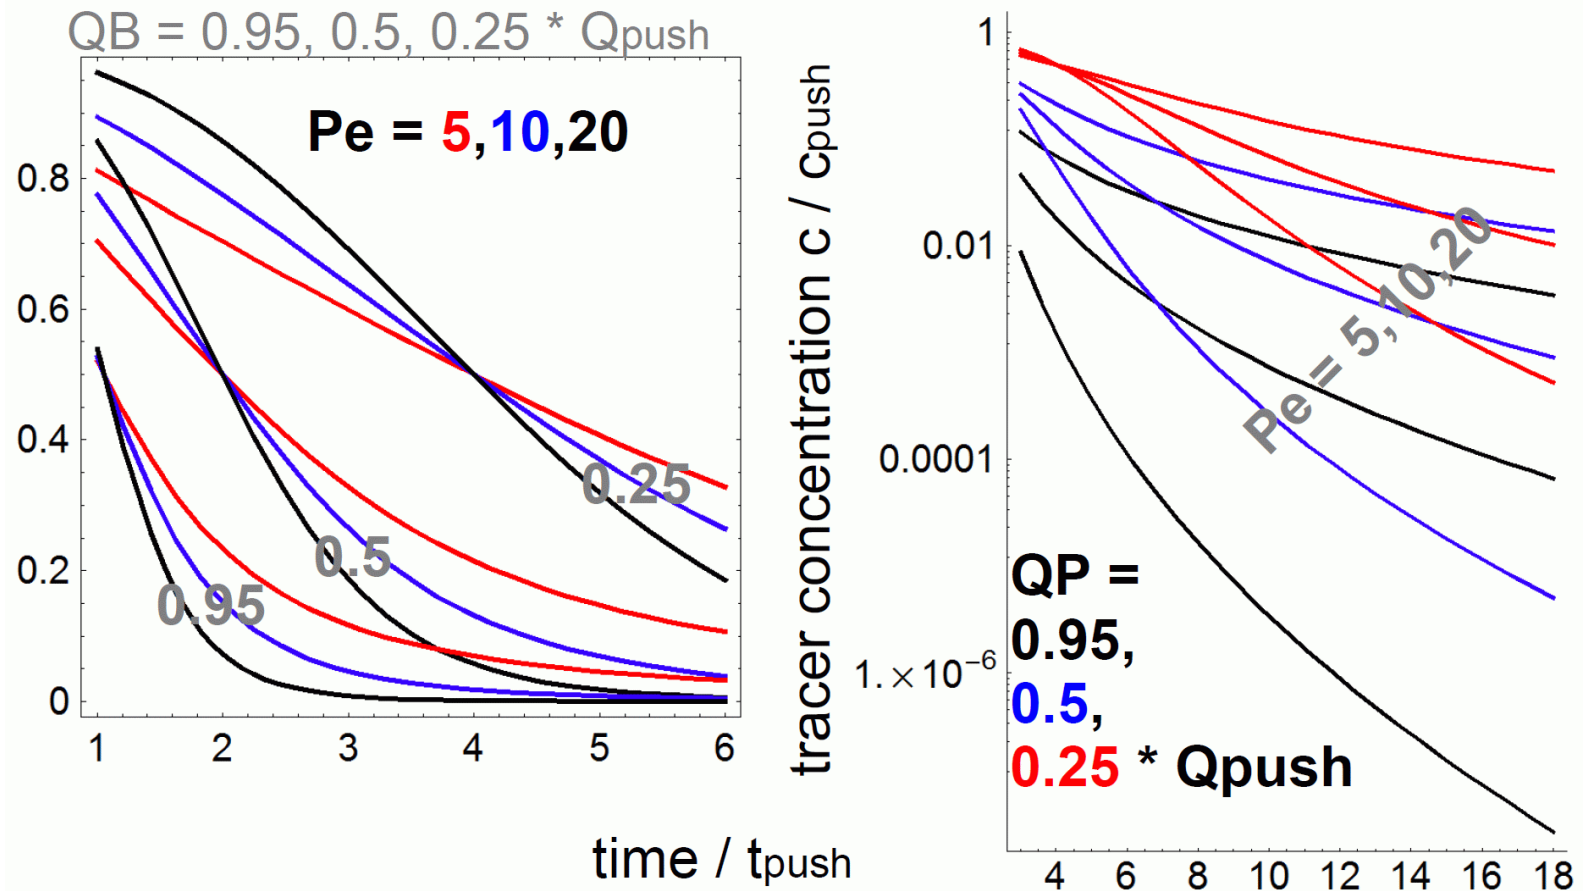 QB = 0.95, 0.5, 0.25 * Qpush
Pe = 5,10,20
0.8
0.6
0.4
0.2
0
0.25
0.5
0.95
1 2 3 4 5 6
tracer concentration c / cpush
time / tpush
1
0.01
0.0001
1.×10−6
Pe = 5,10,20
QP =
0.95,
0.5,
0.25 * Qpush
4 6 8 10 12 14 16 18